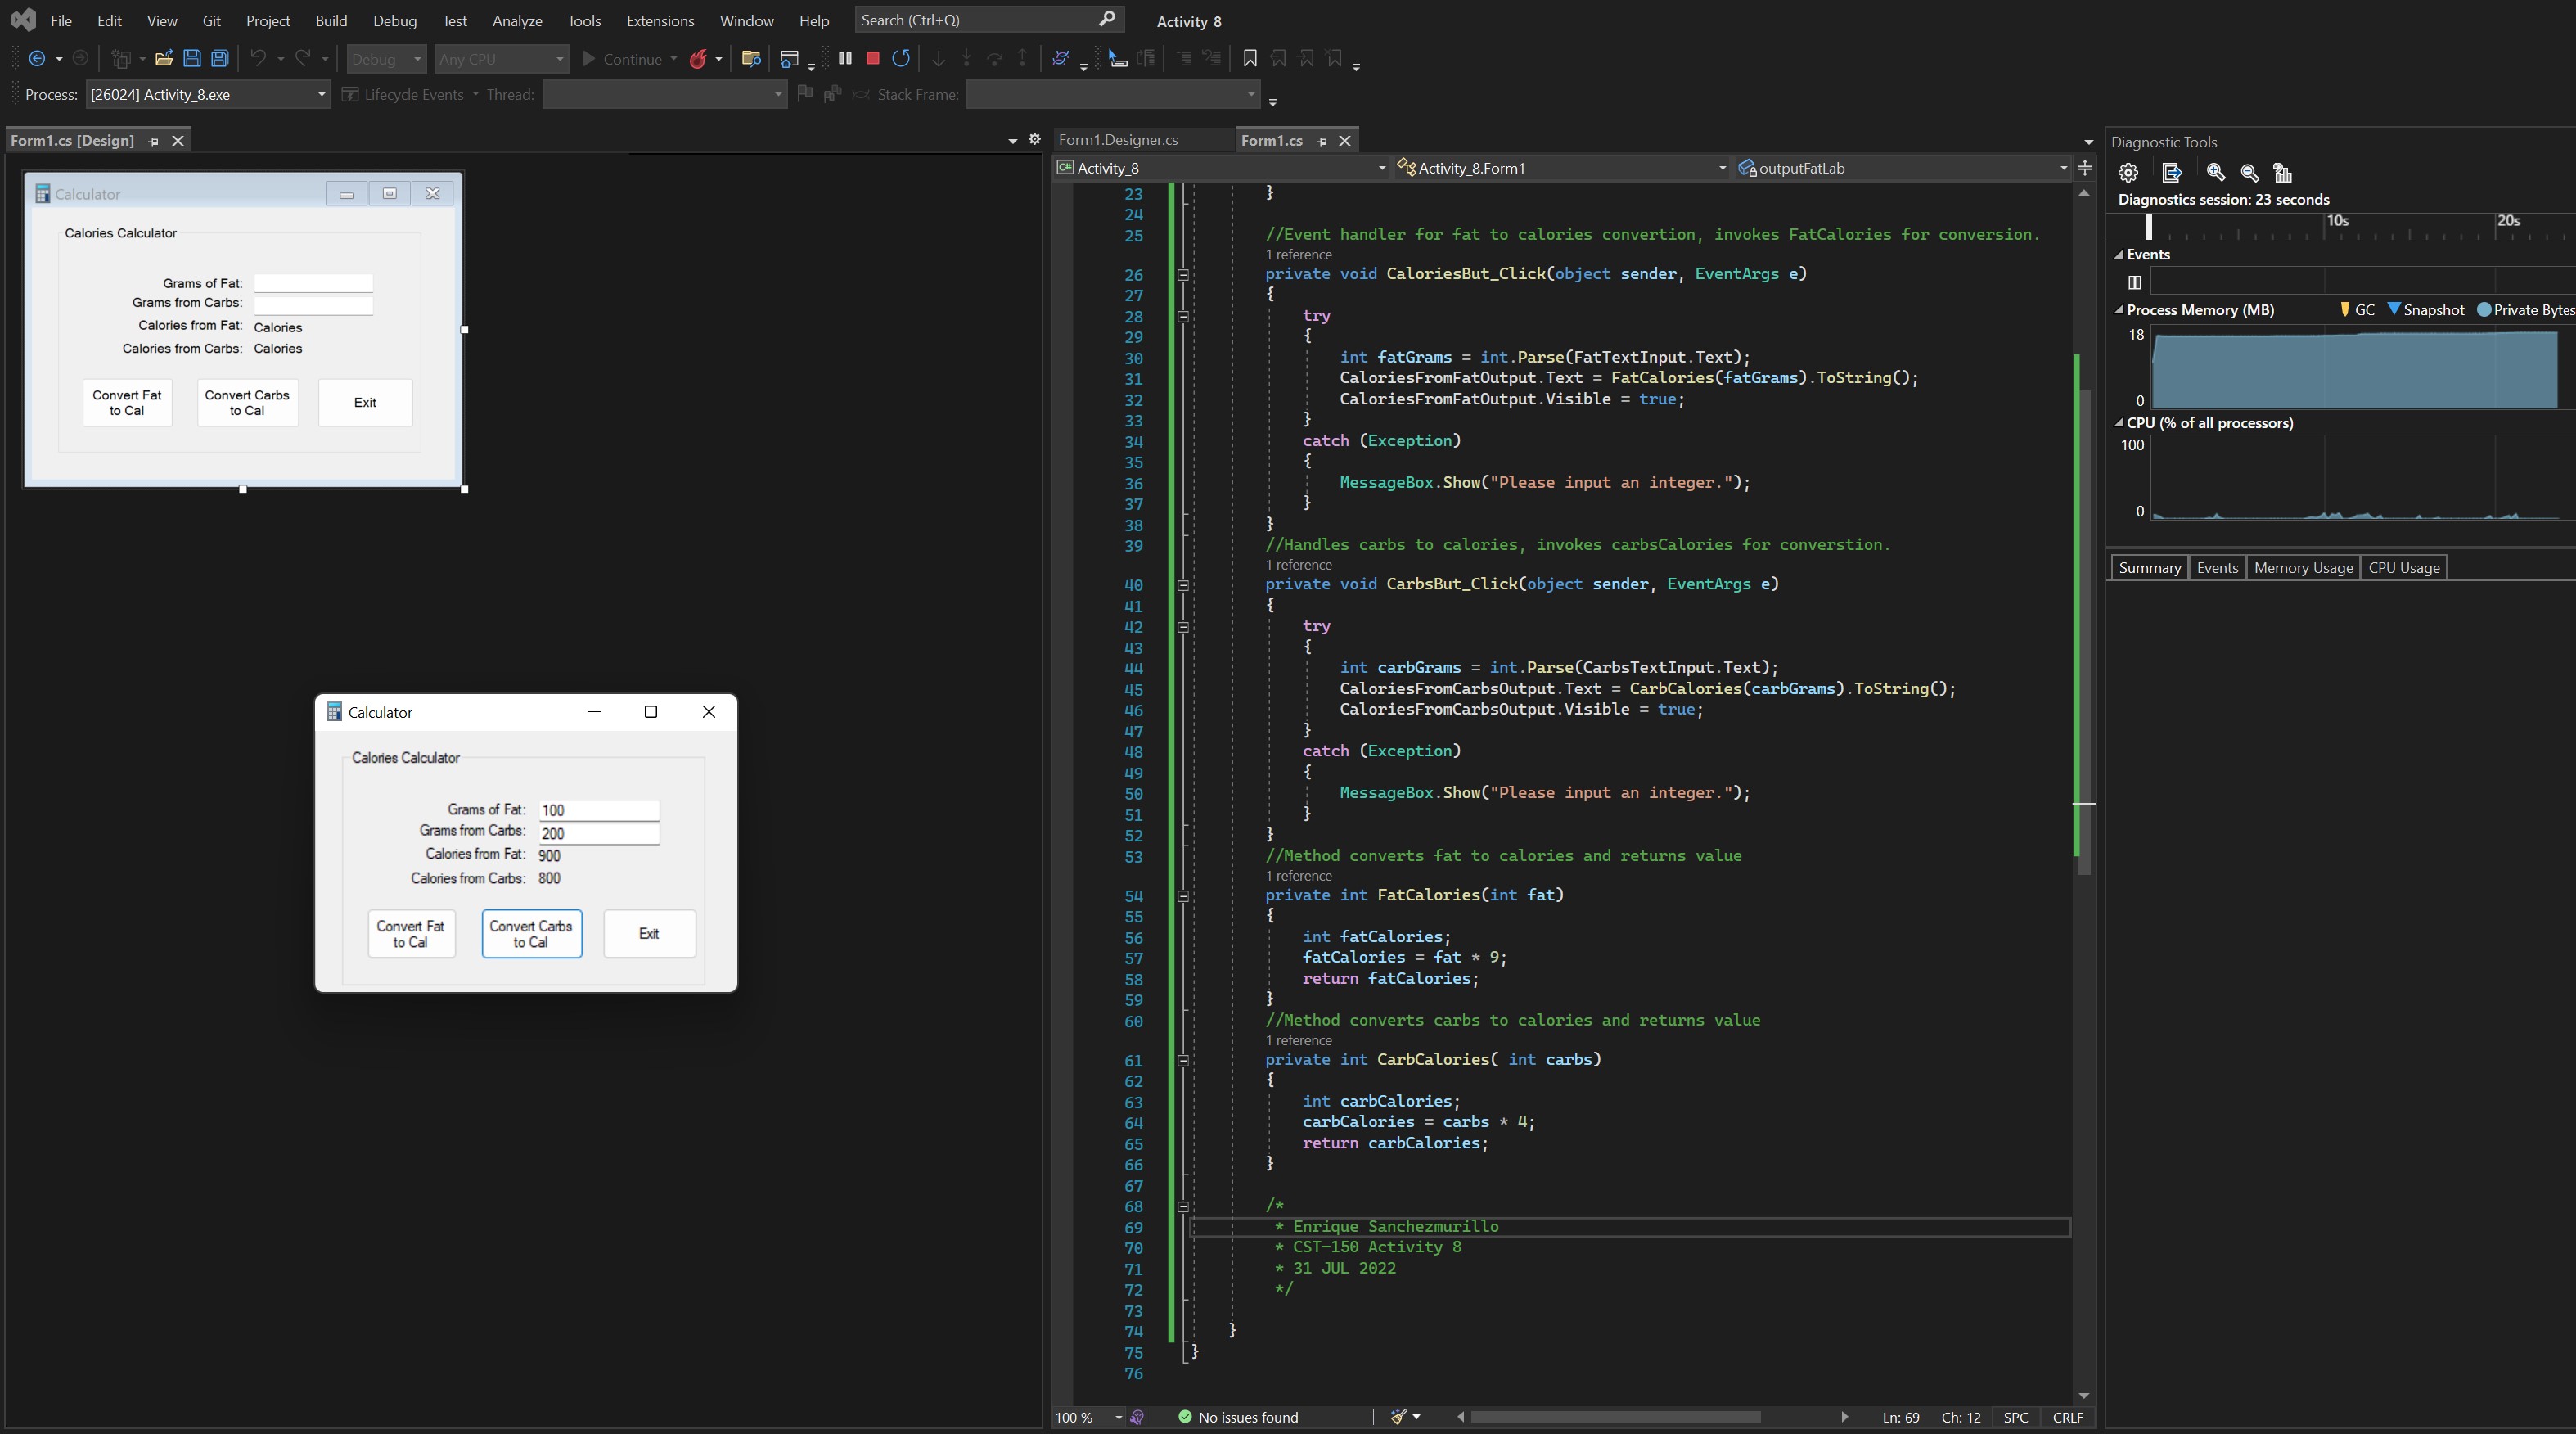 File Edit View Git Project Build Debug Test Analyze Tools Extensions Window Help Search (Ctrl+Q) Activity_8
Debug Any CPU Continue
Process: [26024] Activity_8.exe Lifecycle Events Thread: Stack Frame:
Form1.cs [Design]
Calculator
Calories Calculator
Grams of Fat:
Grams from Carbs:
Calories from Fat: Calories
Calories from Carbs: Calories
Convert Fat to Cal
Convert Carbs to Cal
Exit
Calculator
Calories Calculator
Grams of Fat: 100
Grams from Carbs: 200
Calories from Fat: 900
Calories from Carbs: 800
Convert Fat to Cal
Convert Carbs to Cal
Exit
Form1.Designer.cs Form1.cs
C# Activity_8 Activity_8.Form1 outputFatLab
23 }
24
25 //Event handler for fat to calories convertion, invokes FatCalories for conversion.
1 reference
26 private void CaloriesBut_Click(object sender, EventArgs e)
27 {
28 try
29 {
30 int fatGrams = int.Parse(FatTextInput.Text);
31 CaloriesFromFatOutput.Text = FatCalories(fatGrams).ToString();
32 CaloriesFromFatOutput.Visible = true;
33 }
34 catch (Exception)
35 {
36 MessageBox.Show("Please input an integer.");
37 }
38 }
39 //Handles carbs to calories, invokes carbsCalories for converstion.
1 reference
40 private void CarbsBut_Click(object sender, EventArgs e)
41 {
42 try
43 {
44 int carbGrams = int.Parse(CarbsTextInput.Text);
45 CaloriesFromCarbsOutput.Text = CarbCalories(carbGrams).ToString();
46 CaloriesFromCarbsOutput.Visible = true;
47 }
48 catch (Exception)
49 {
50 MessageBox.Show("Please input an integer.");
51 }
52 }
53 //Method converts fat to calories and returns value
1 reference
54 private int FatCalories(int fat)
55 {
56 int fatCalories;
57 fatCalories = fat * 9;
58 return fatCalories;
59 }
60 //Method converts carbs to calories and returns value
1 reference
61 private int CarbCalories( int carbs)
62 {
63 int carbCalories;
64 carbCalories = carbs * 4;
65 return carbCalories;
66 }
67
68 /*
69 * Enrique Sanchezmurillo
70 * CST-150 Activity 8
71 * 31 JUL 2022
72 */
73
74 }
75 }
76
100 % No issues found Ln: 69 Ch: 12 SPC CRLF
Diagnostic Tools
Diagnostics session: 23 seconds
10s 20s
Events
Process Memory (MB) GC Snapshot Private Bytes
18
0
CPU (% of all processors)
100
0
Summary Events Memory Usage CPU Usage